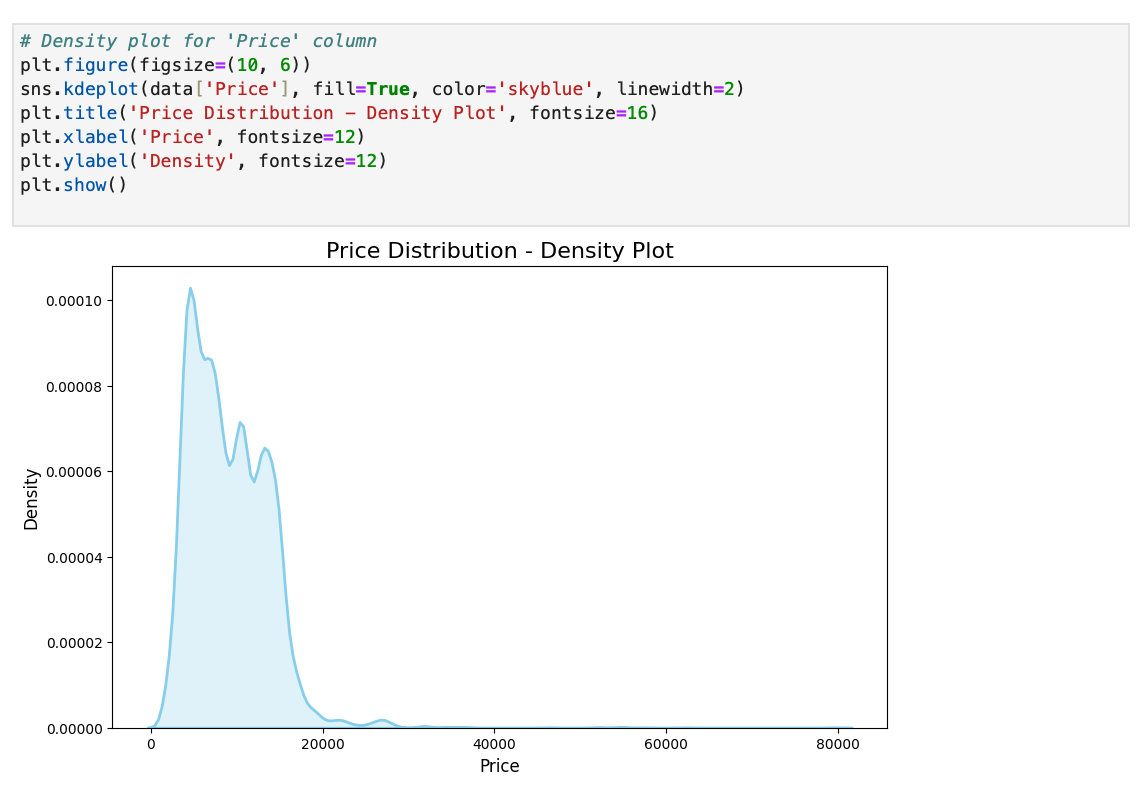 # Density plot for 'Price' column
plt.figure(figsize=(10, 6))
sns.kdeplot(data['Price'], fill=True, color='skyblue', linewidth=2)
plt.title('Price Distribution – Density Plot', fontsize=16)
plt.xlabel('Price', fontsize=12)
plt.ylabel('Density', fontsize=12)
plt.show()
Price Distribution - Density Plot
0.00010
0.00008
0.00006
0.00004
0.00002
0.00000
Density
0 20000 40000 60000 80000
Price